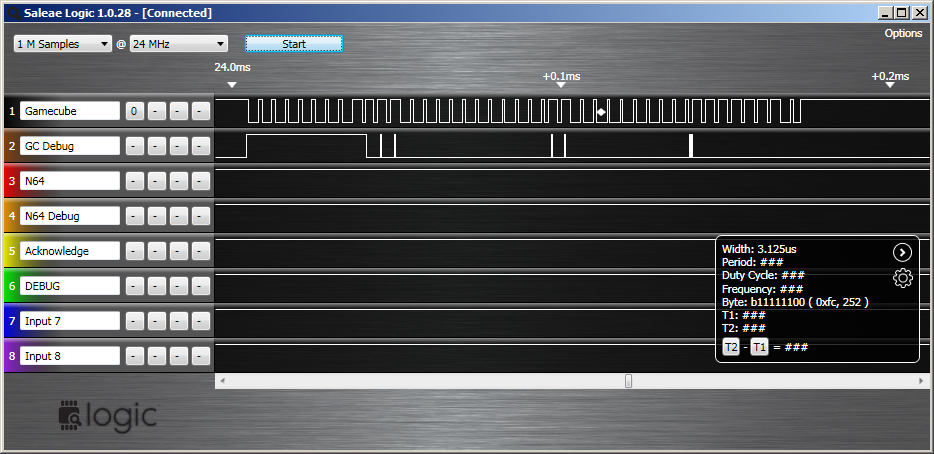 Saleae Logic 1.0.28 - [Connected]
Options
1 M Samples @ 24 MHz Start
24.0ms +0.1ms +0.2ms
1 Gamecube 0 - - -
2 GC Debug - - - -
3 N64 - - - -
4 N64 Debug - - - -
5 Acknowledge - - - -
6 DEBUG - - - -
7 Input 7 - - - -
8 Input 8 - - - -
Width: 3.125us
Period: ###
Duty Cycle: ###
Frequency: ###
Byte: b11111100 ( 0xfc, 252 )
T1: ###
T2: ###
T2 - T1 = ###
logic